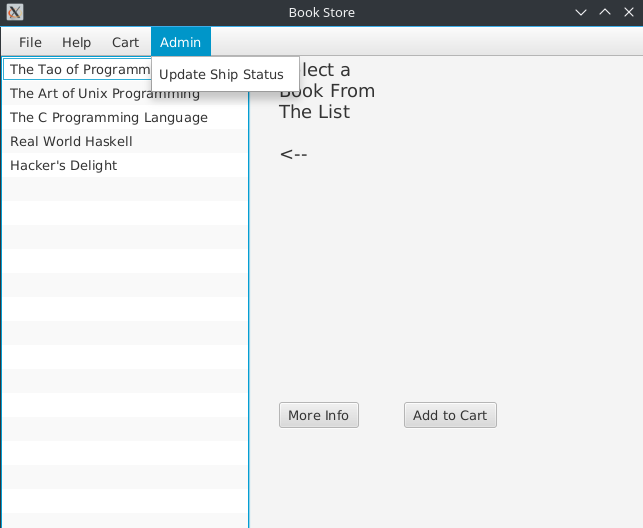 Book Store
File Help Cart Admin
Update Ship Status
The Tao of Programm
The Art of Unix Programming
The C Programming Language
Real World Haskell
Hacker's Delight
lect a
Book From
The List
<--
More Info
Add to Cart